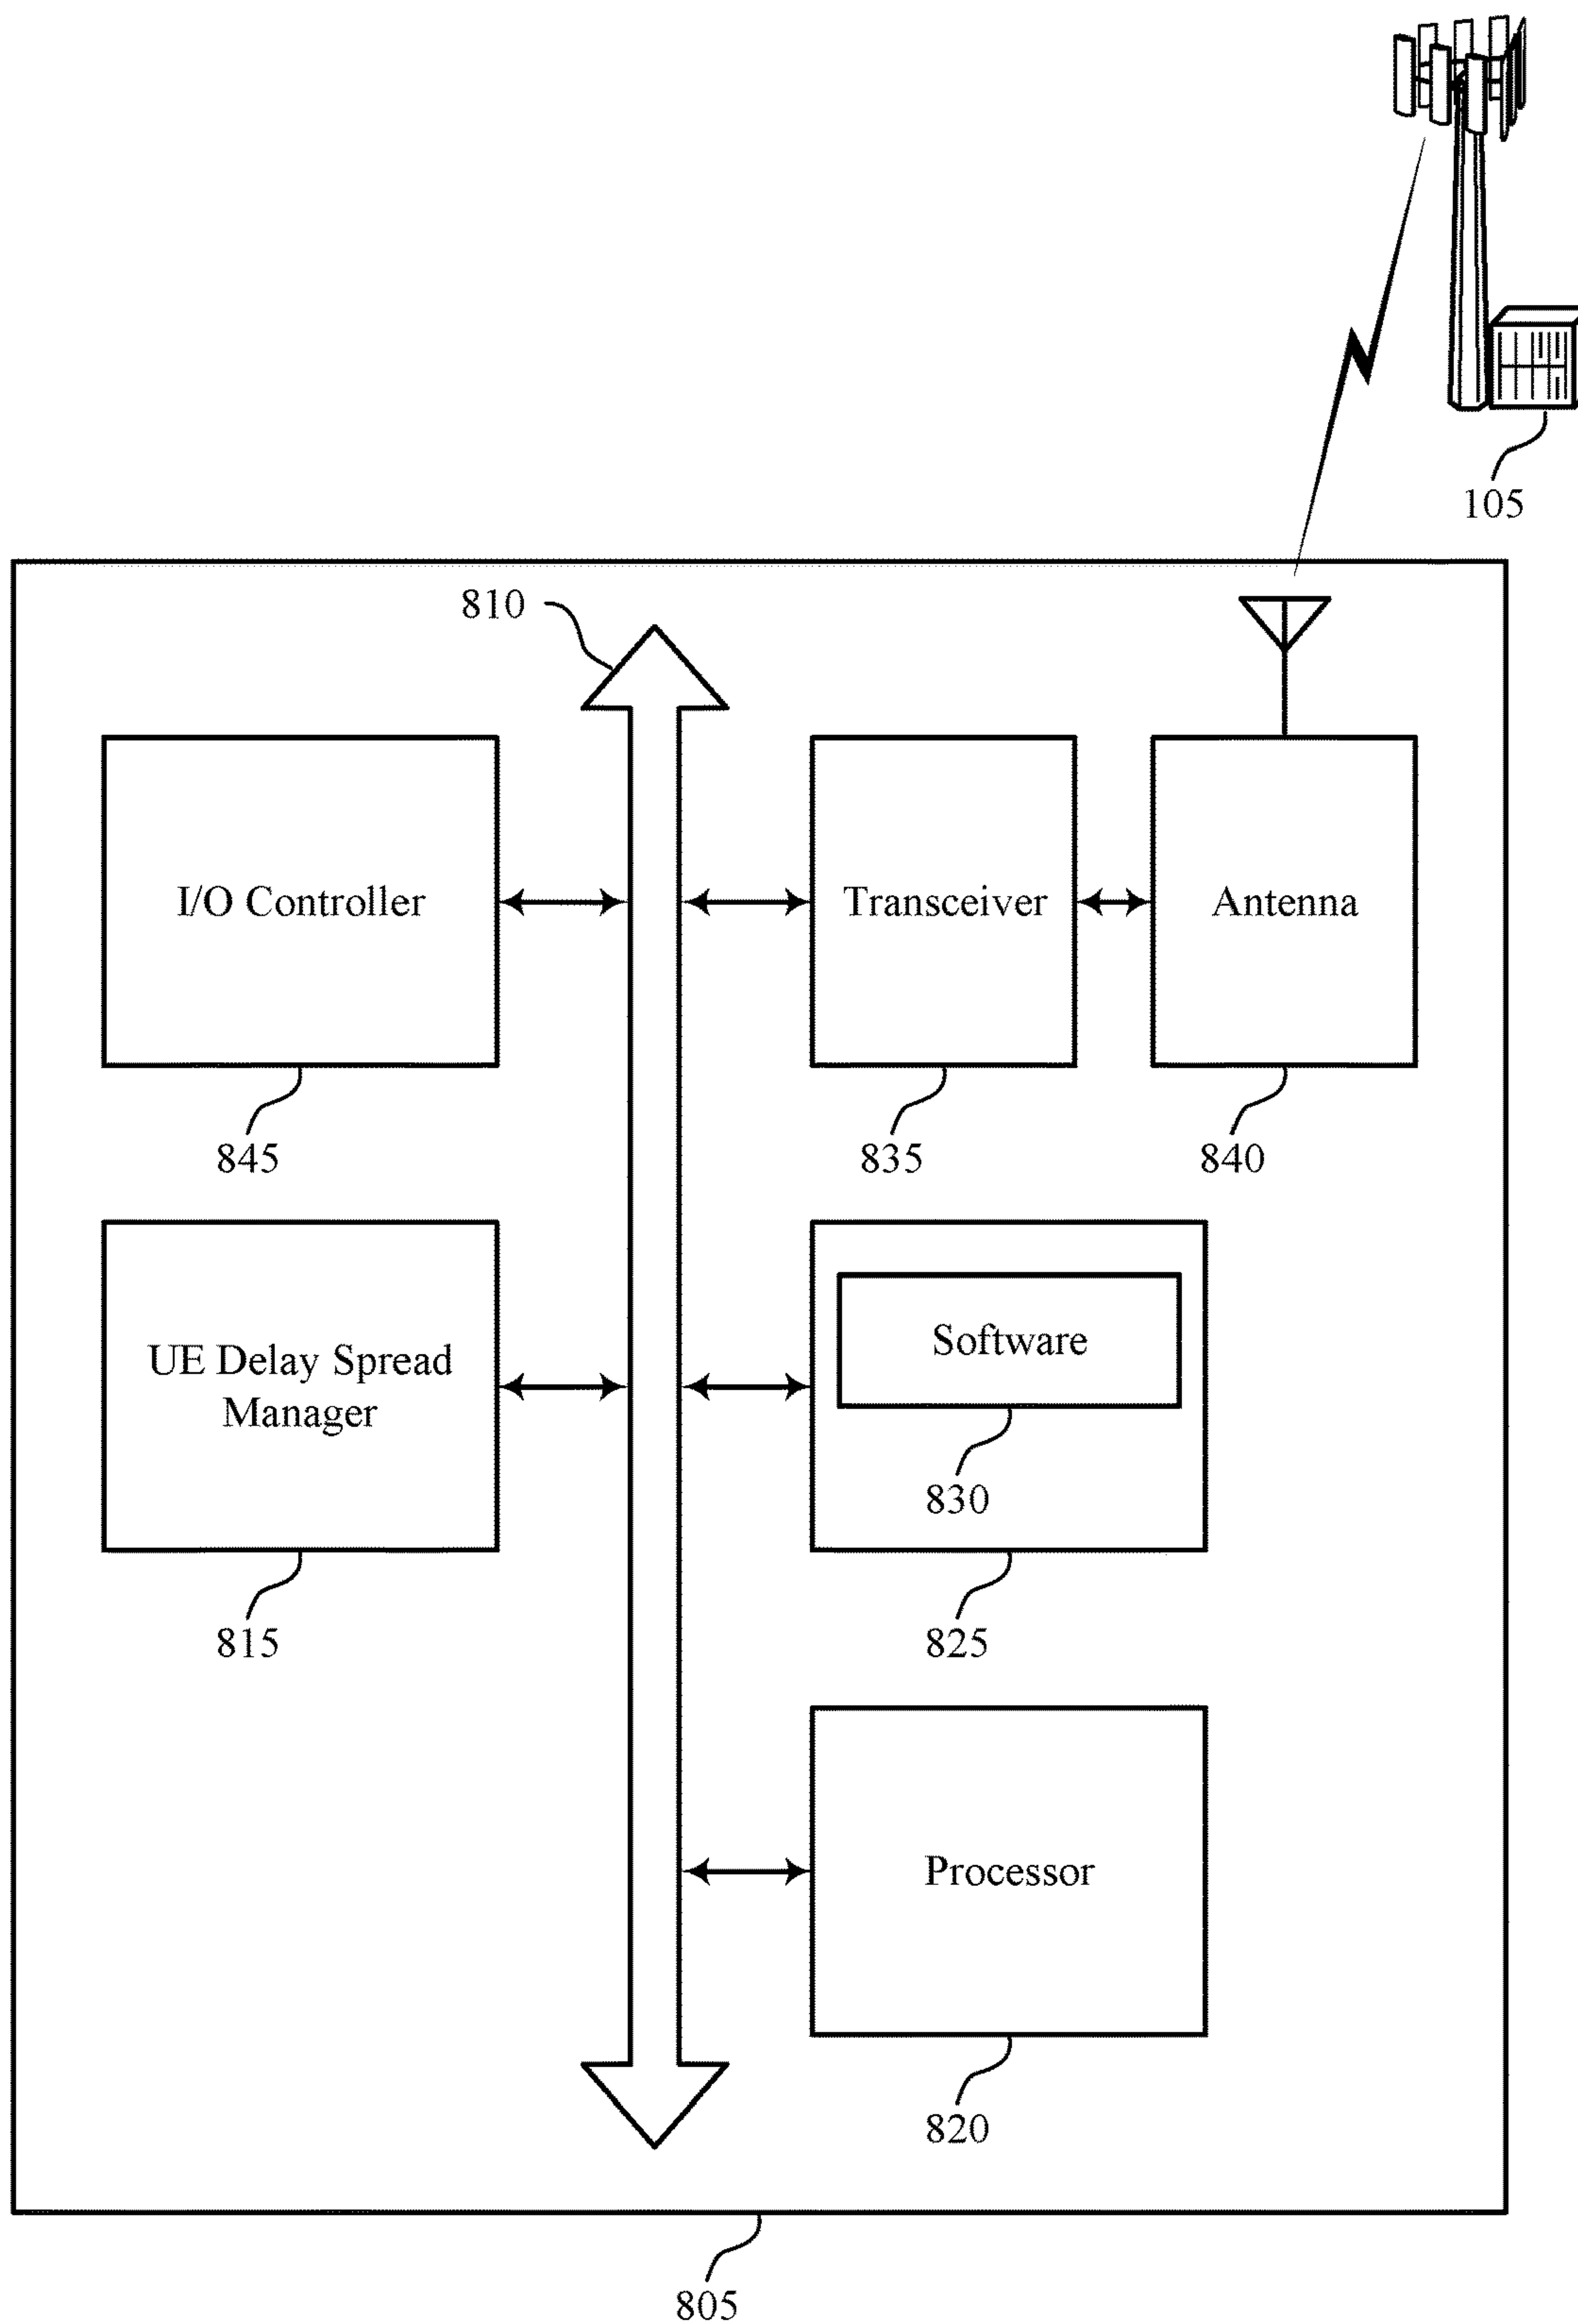 105
810
I/O Controller
Transceiver
Antenna
845
835
840
UE Delay Spread
Manager
Software
830
815
825
Processor
820
805